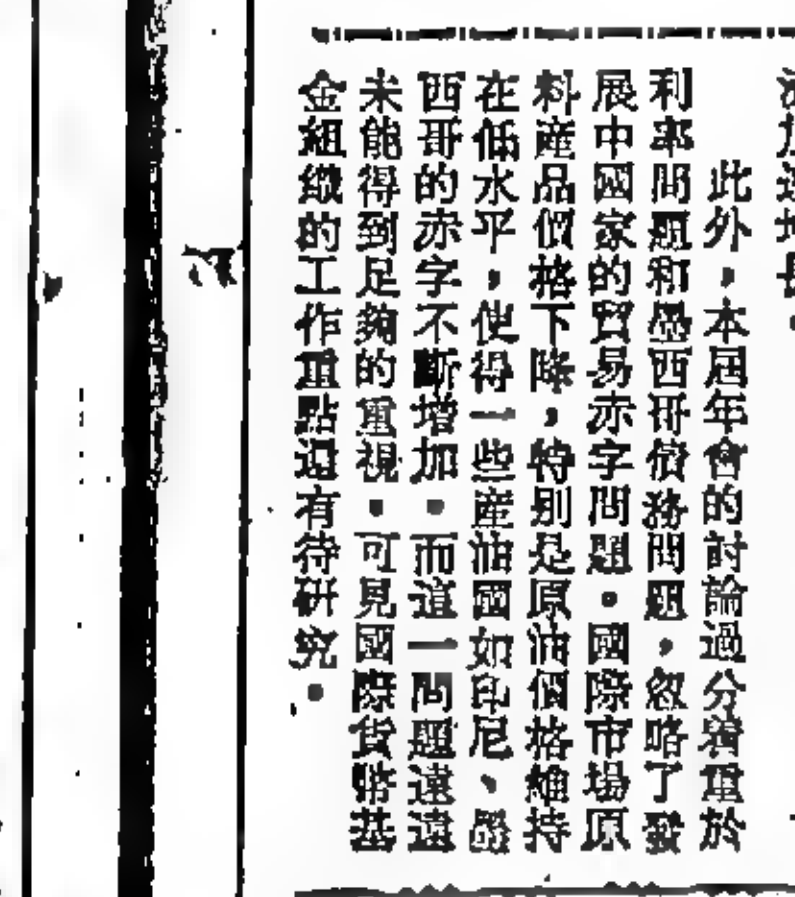 此外，本屆年會的討論過分着重於
利率問題和墨西哥債務問題，忽略了發
展中國家的貿易赤字問題。國際市場原
料產品價格下降，特别是原油價格維持
在低水平，使得一些產油國如印尼、墨
西哥的赤字不斷增加。而這一問題遠遠
未能得到足夠的重視。可見國際貨幣基
金組織的工作重點還有待研究。